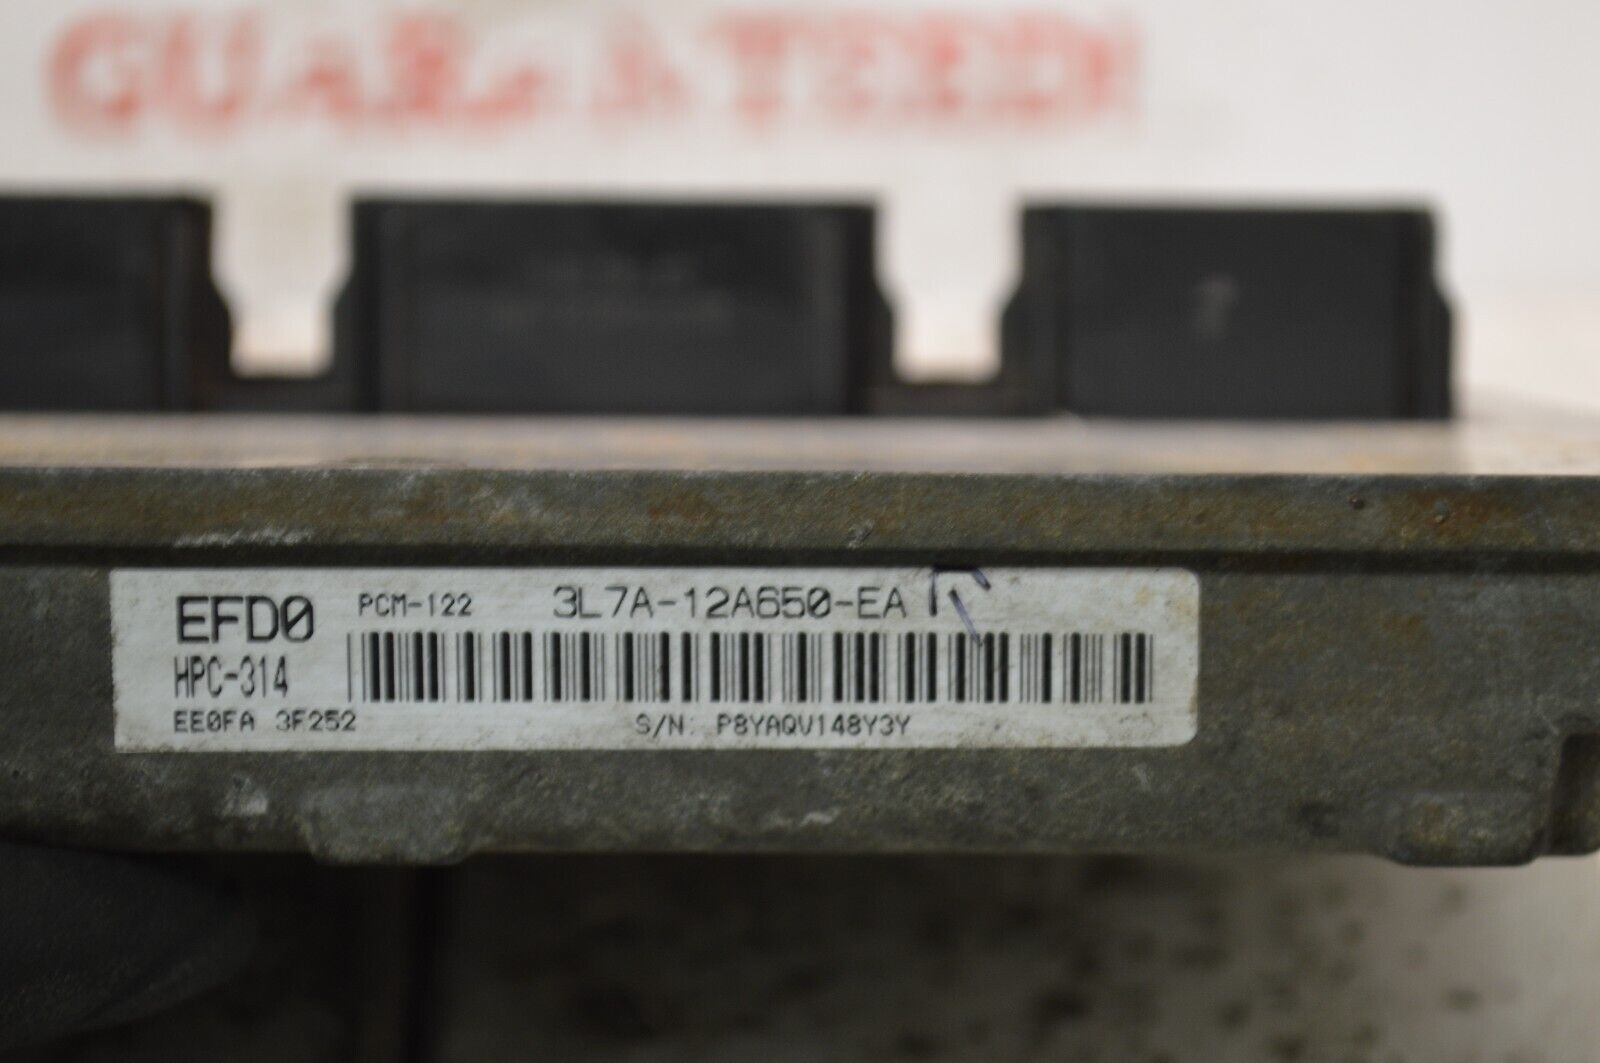 EFD0 PCM-122 3L7A-12A650-EA
HPC-314
EE0FA 3F252 S/N: P8YAQV148Y3Y